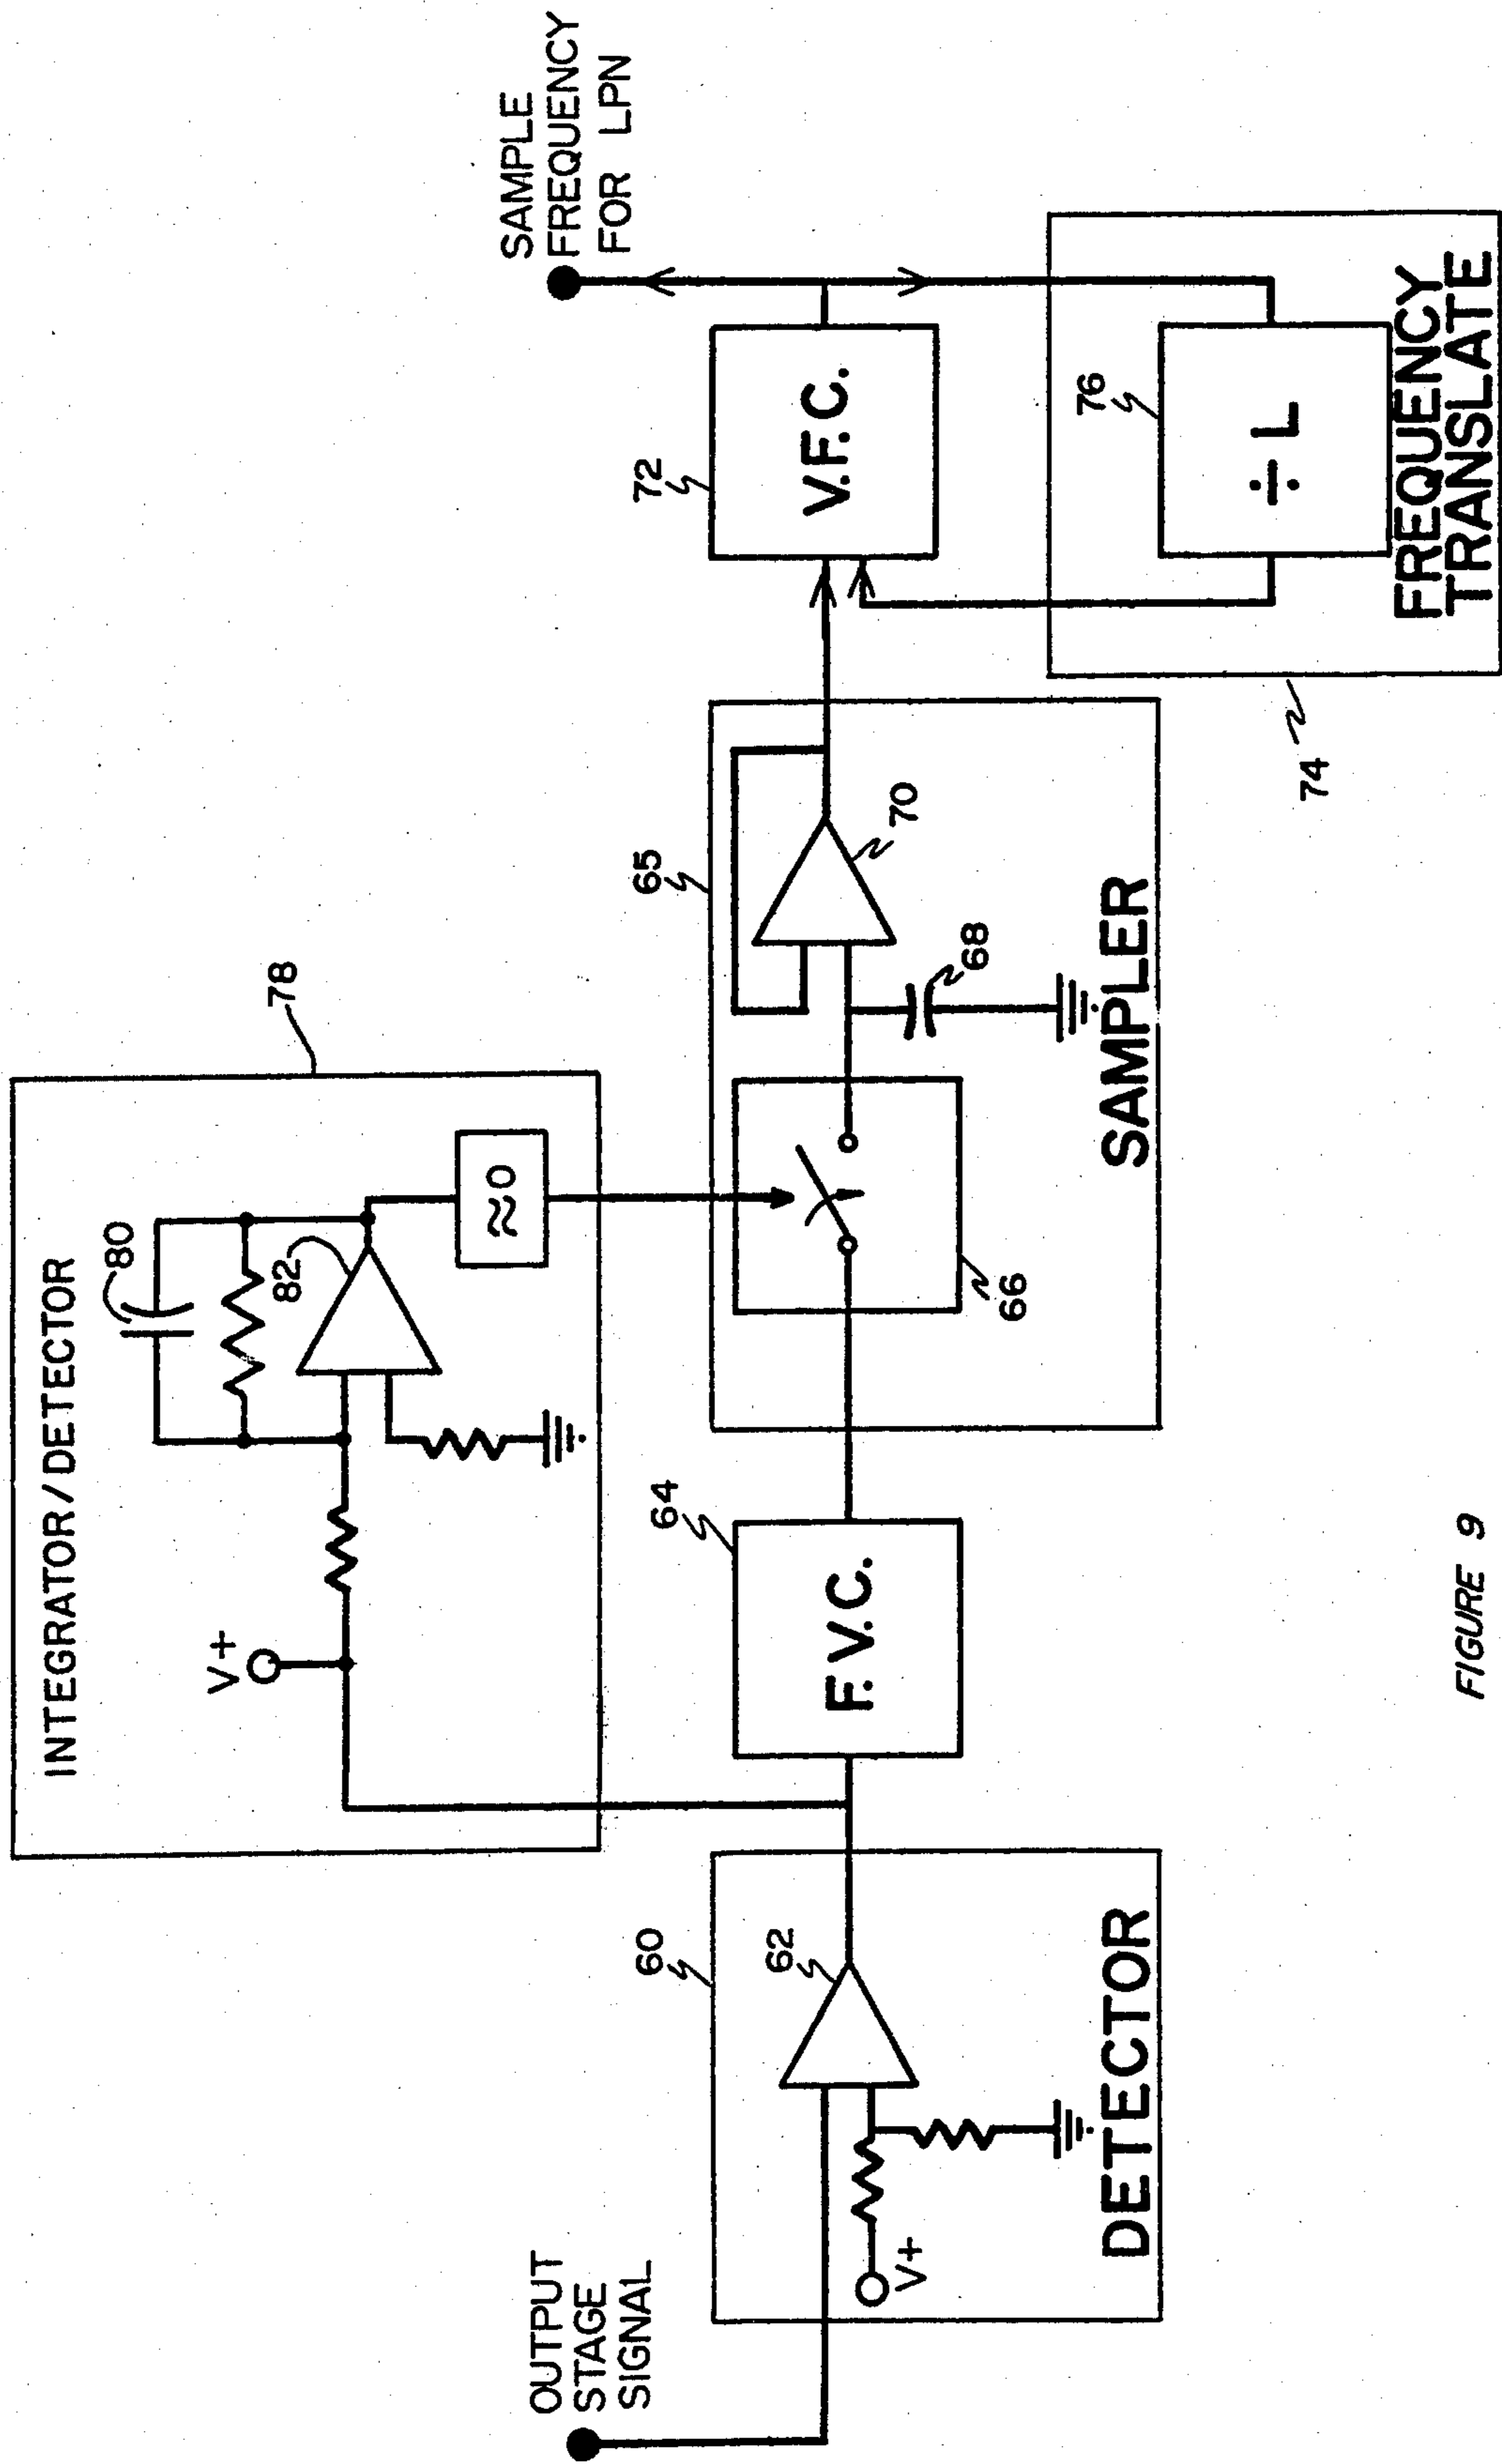 INTEGRATOR/DETECTOR
78
V+
80
82
≈0
OUTPUT
STAGE
SIGNAL
60
62
V+
DETECTOR
64
F.V.C.
65
66
68
70
SAMPLER
72
V.F.C.
SAMPLE
FREQUENCY
FOR LPN
74
76
÷ L
FREQUENCY
TRANSLATE
FIGURE 9